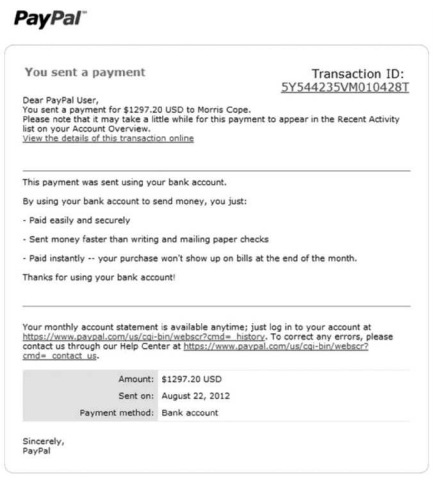 PayPal™
You sent a payment
Transaction ID:
5Y544235VM010428T
Dear PayPal User,
You sent a payment for $1297.20 USD to Morris Cope.
Please note that it may take a little while for this payment to appear in the Recent Activity
list on your Account Overview.
View the details of this transaction online
This payment was sent using your bank account.
By using your bank account to send money, you just:
- Paid easily and securely
- Sent money faster than writing and mailing paper checks
- Paid instantly -- your purchase won't show up on bills at the end of the month.
Thanks for using your bank account!
Your monthly account statement is available anytime; just log in to your account at
https://www.paypal.com/us/cgi-bin/webscr?cmd=_history. To correct any errors, please
contact us through our Help Center at https://www.paypal.com/us/cgi-bin/webscr?
cmd=_contact_us.
Amount: $1297.20 USD
Sent on: August 22, 2012
Payment method: Bank account
Sincerely,
PayPal